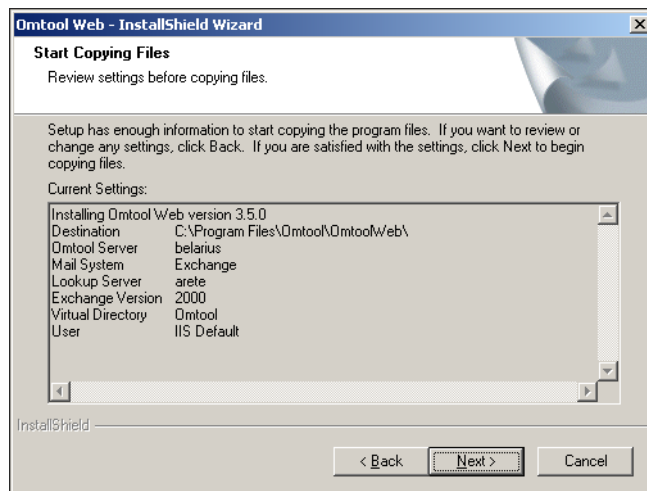 Omtool Web - InstallShield Wizard
Start Copying Files
Review settings before copying files.
Setup has enough information to start copying the program files. If you want to review or
change any settings, click Back. If you are satisfied with the settings, click Next to begin
copying files.
Current Settings:
Installing Omtool Web version 3.5.0
Destination C:\Program Files\Omtool\OmtoolWeb\
Omtool Server belarius
Mail System Exchange
Lookup Server arete
Exchange Version 2000
Virtual Directory Omtool
User IIS Default
InstallShield
< Back Next > Cancel